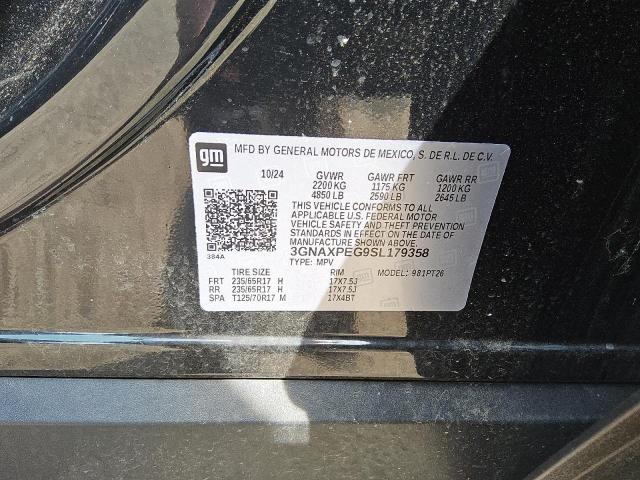 gm
MFD BY GENERAL MOTORS DE MEXICO, S. DE R.L. DE C.V.
10/24 GVWR GAWR FRT GAWR RR
2200 KG 1175 KG 1200 KG
4850 LB 2590 LB 2645 LB
THIS VEHICLE CONFORMS TO ALL
APPLICABLE U.S. FEDERAL MOTOR
VEHICLE SAFETY AND THEFT PREVENTION
STANDARDS IN EFFECT ON THE DATE OF
MANUFACTURE SHOWN ABOVE.
384A 3GNAXPEG9SL179358
TYPE: MPV MODEL: 981PT26
TIRE SIZE RIM
FRT 235/65R17 H 17X7.5J
RR 235/65R17 H 17X7.5J
SPA T125/70R17 M 17X4BT